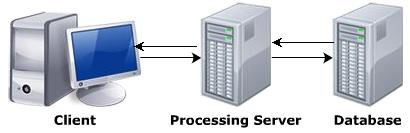 Client Processing Server Database